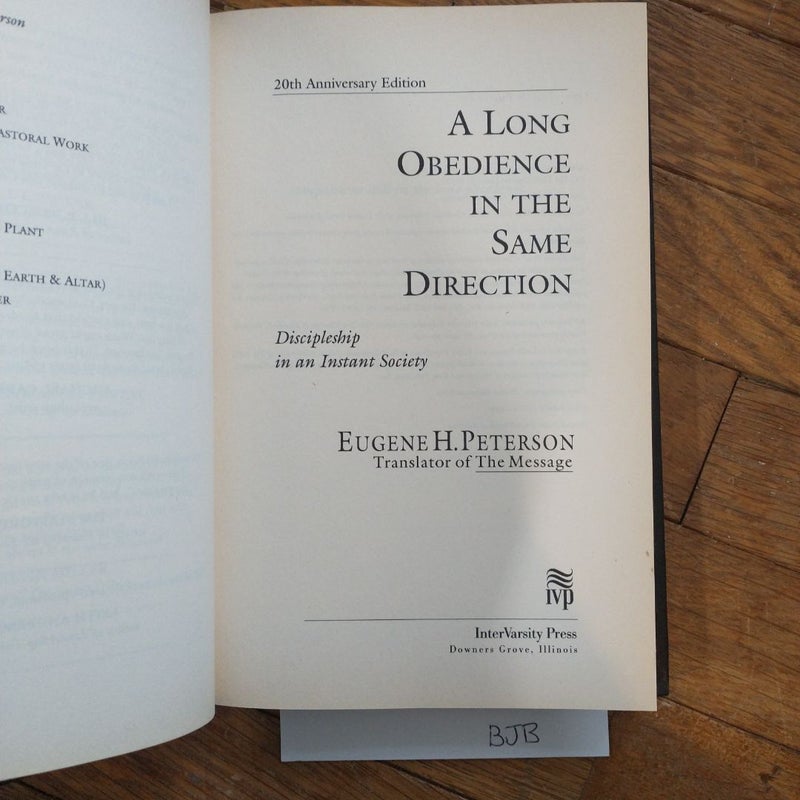 erson
R
ASTORAL WORK
PLANT
EARTH & ALTAR)
ER
20th Anniversary Edition
A LONG
OBEDIENCE
IN THE
SAME
DIRECTION
Discipleship
in an Instant Society
EUGENE H. PETERSON
Translator of The Message
ivp
InterVarsity Press
Downers Grove, Illinois
BJB